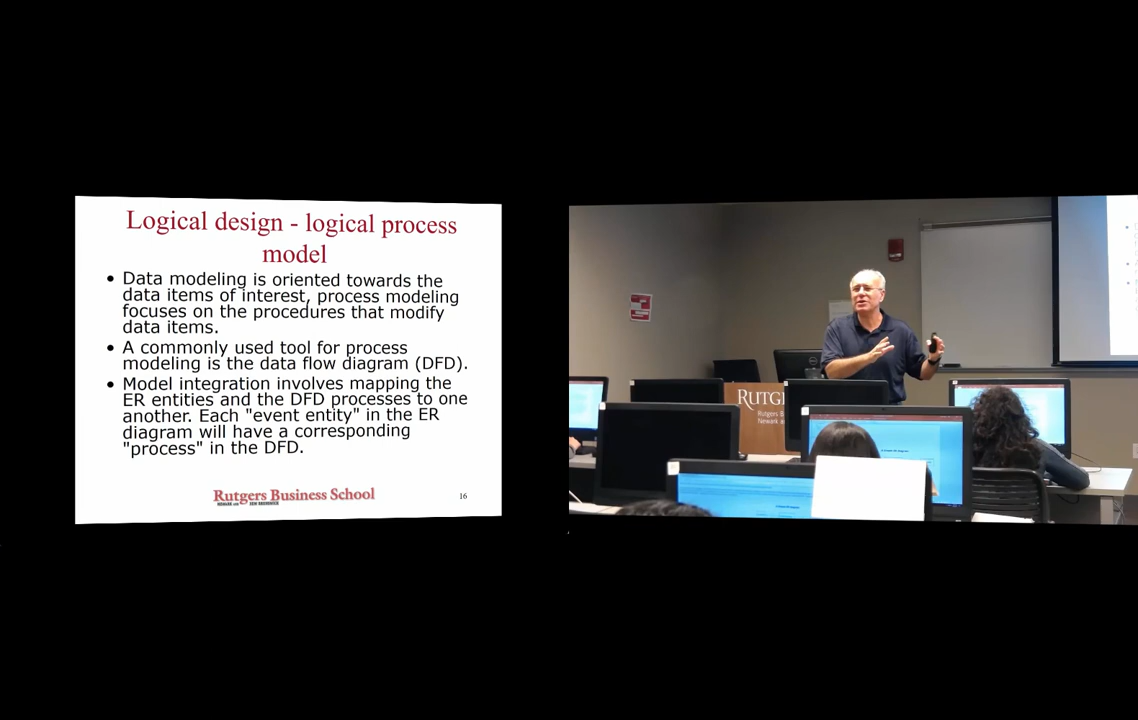 Logical design - logical process
model
• Data modeling is oriented towards the
data items of interest, process modeling
focuses on the procedures that modify
data items.
• A commonly used tool for process
modeling is the data flow diagram (DFD).
• Model integration involves mapping the
ER entities and the DFD processes to one
another. Each "event entity" in the ER
diagram will have a corresponding
"process" in the DFD.
Rutgers Business School
16
RUTG
Rutgers B
Newark a